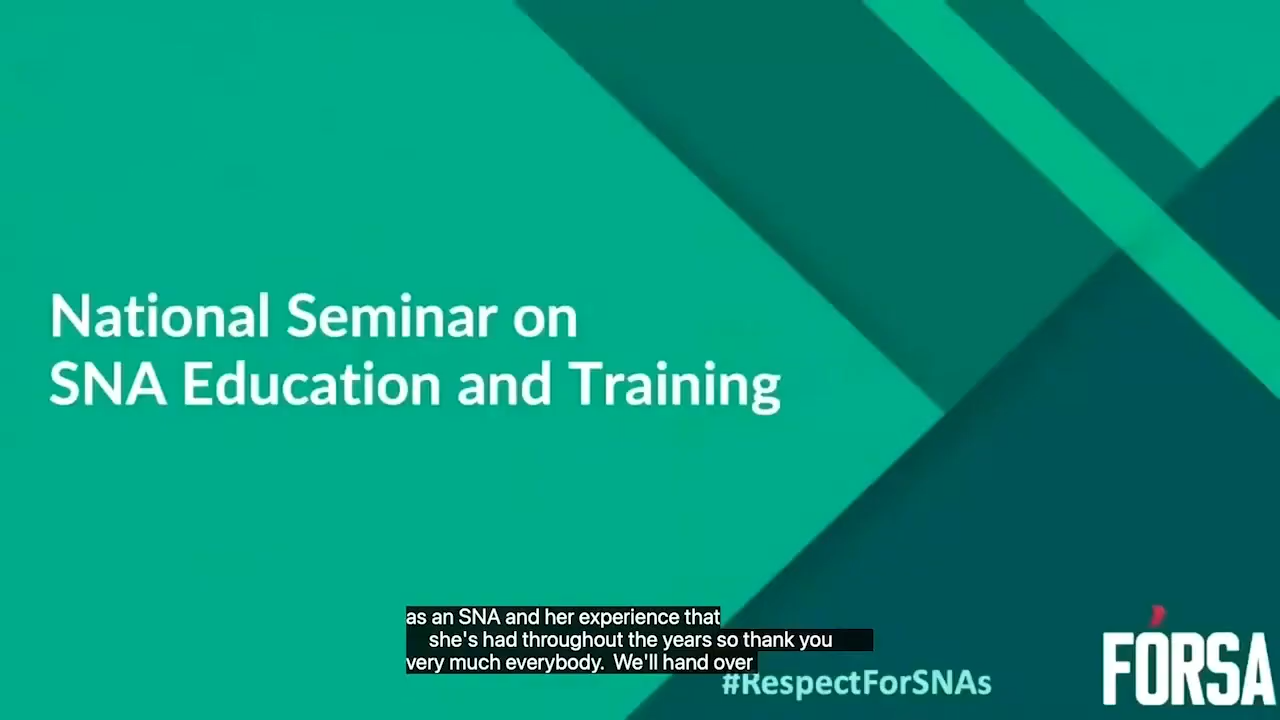 National Seminar on
SNA Education and Training
as an SNA and her experience that
she's had throughout the years so thank you
very much everybody. We'll hand over
#RespectForSNAs
FÓRSA